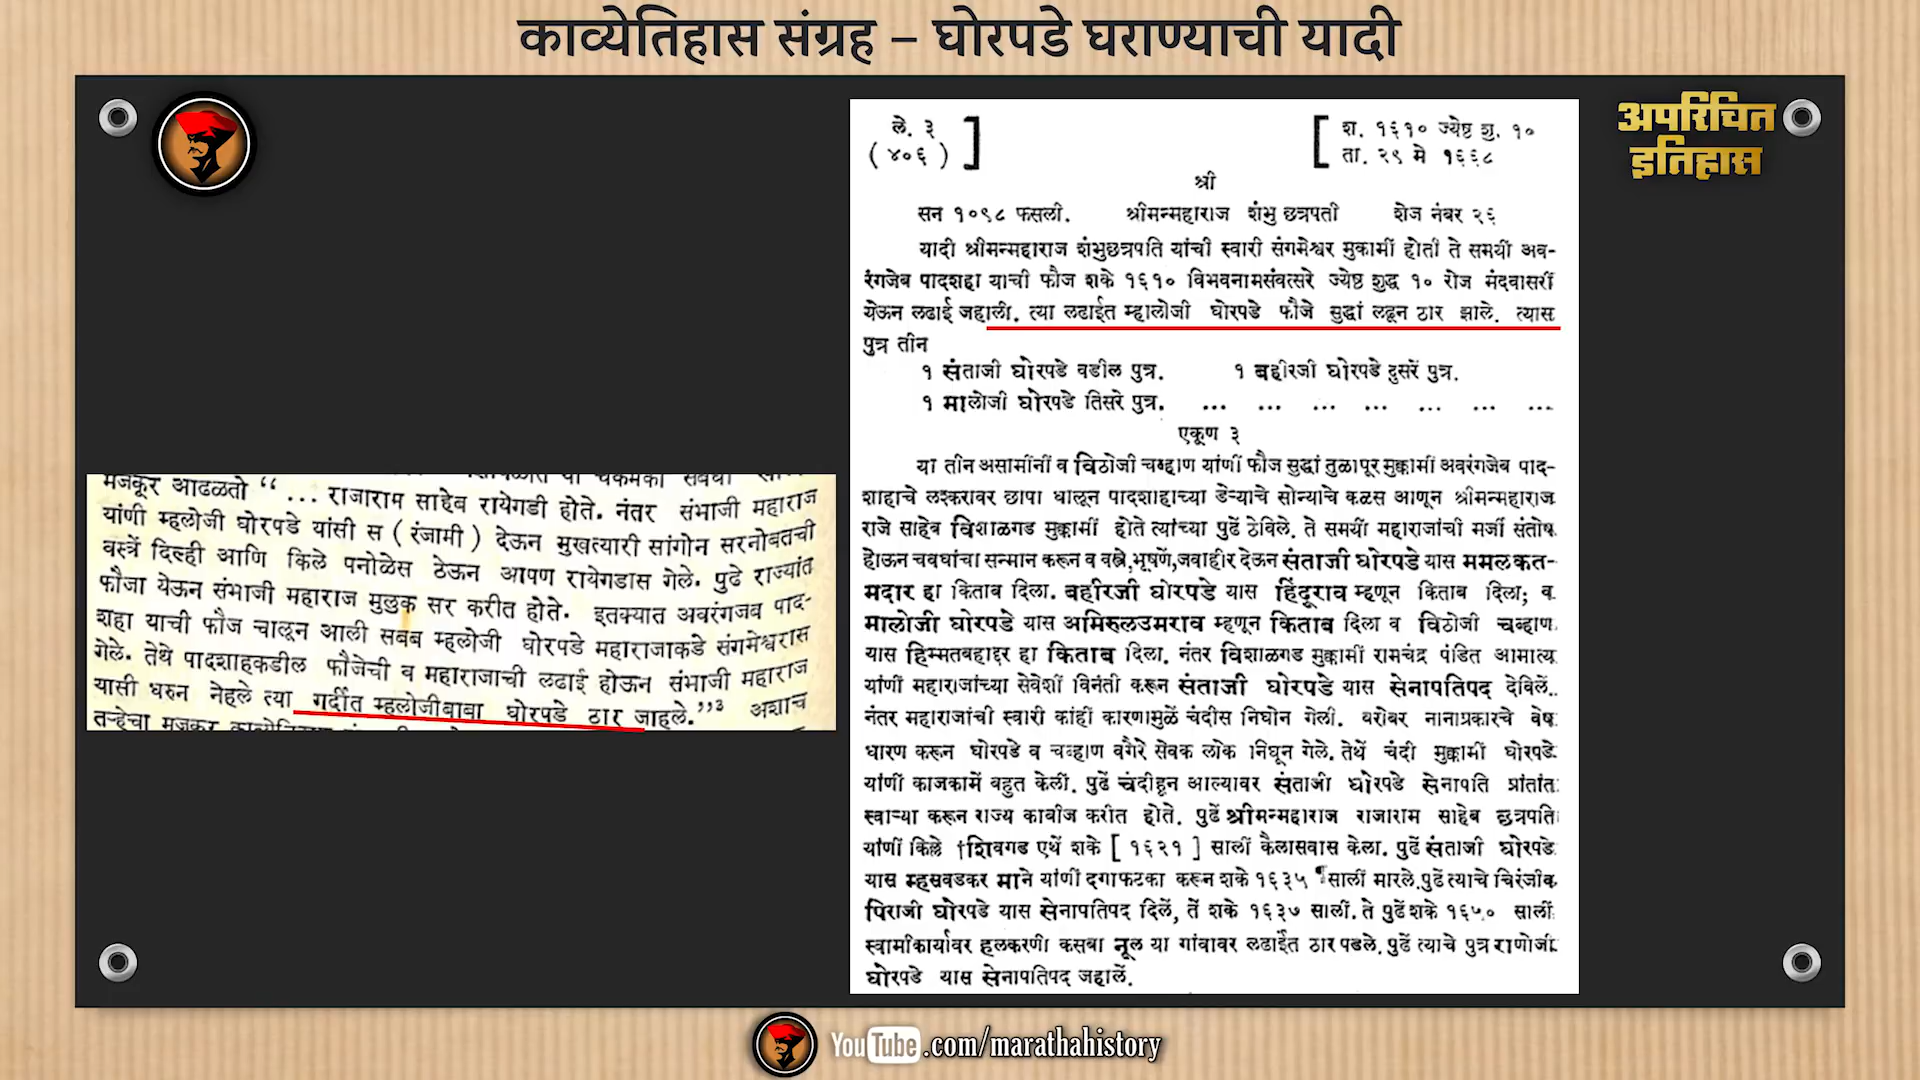 काव्येतिहास संग्रह – घोरपडे घराण्याची यादी
अपरिचित
इतिहास
मजकूर आढळतो “ ... राजाराम साहेब रायेगडी होते. नंतर संभाजी महाराज
यांणी म्हलोजी घोरपडे यांसी स ( रंजामी ) देऊन मुखत्यारी सांगोन सरनोबतची
वस्त्रें दिल्ही आणि किले पनोळेस ठेऊन आपण रायेगडास गेले. पुढे राज्यांत
फौजा येऊन संभाजी महाराज मुलुक सर करीत होते. इतक्यात अवरंगजब पाद-
शहा याची फौज चालून आली सबब म्हलोजी घोरपडे महाराजाकडे संगमेश्वरास
गेले. तेथे पादशाहकडील फौजेची व महाराजाची लढाई होऊन संभाजी महाराज
यासी धरुन नेहले त्या गर्दीत म्हलोजीबाबा घोरपडे ठार जाहले.”³ अशाच
तऱ्हेचा मजकूर
ले. ३
( ४०६ ) ]
[ श. १६१० ज्येष्ठ शु. १०
ता. २९ मे १६६८
श्री
सन १०९८ फसली. श्रीमन्महाराज शंभु छत्रपती शेज नंबर २६
यादी श्रीमन्महाराज शंभुछत्रपति यांची स्वारी संगमेश्वर मुकामीं होती ते समयीं अव-
रंगजेब पादशहा याची फौज शके १६१० विभवनामसंवत्सरे ज्येष्ठ शुद्ध १० रोज मंदवासरीं
येऊन लढाई जहाली. त्या लढाईत म्हालोजी घोरपडे फौजे सुद्धां लढून ठार झाले. त्यास
पुत्र तीन
१ संताजी घोरपडे वडील पुत्र. १ बहीरजी घोरपडे दुसरें पुत्र.
१ मालोजी घोरपडे तिसरे पुत्र. ... ... ... ... ... ... ...
एकूण ३
या तीन असामींनीं व विठोजी चव्हाण यांणीं फौज सुद्धां तुळापूर मुक्कामीं अवरंगजेब पाद-
शाहाचे लश्करावर छापा घालून पादशाहाच्या डेऱ्याचे सोन्याचे कळस आणून श्रीमन्महाराज
राजे साहेब विशाळगड मुक्कामीं होते त्यांच्या पुढें ठेविले. ते समयीं महाराजांची मर्जी संतोष
होऊन चवघांचा सन्मान करून व वस्त्रे,भूषणें,जवाहीर देऊन संताजी घोरपडे यास ममलकत-
मदार हा किताब दिला. बहीरजी घोरपडे यास हिंदूराव म्हणून किताब दिला; व
मालोजी घोरपडे यास अमिरुलउमराव म्हणून किताब दिला व विठोजी चव्हाण
यास हिम्मतबहाद्दर हा किताब दिला. नंतर विशाळगड मुक्कामीं रामचंद्र पंडित आमात्य
यांणीं महाराजांच्या सेवेशीं विनंती करून संताजी घोरपडे यास सेनापतिपद देविलें.
नंतर महाराजांची स्वारी कांहीं कारणामुळें चंदीस निघोन गेली. बरोबर नानाप्रकारचे वेष
धारण करून घोरपडे व चव्हाण वगैरे सेवक लोक निघून गेले. तेथें चंदी मुक्कामीं घोरपडे
यांणीं काजकामें बहुत केलीं. पुढें चंदीहून आल्यावर संताजी घोरपडे सेनापति प्रांतांत
स्वाऱ्या करून राज्य काबीज करीत होते. पुढें श्रीमन्महाराज राजाराम साहेब छत्रपति
यांणीं किल्ले †शिवगड एथें शके [ १६२१ ] सालीं कैलासवास केला. पुढें संताजी घोरपडे
यास म्हसवडकर माने यांणीं दगाफटका करून शके १६३५ ¶सालीं मारले.पुढें त्याचे चिरंजीव
पिराजी घोरपडे यास सेनापतिपद दिलें, तें शके १६३७ सालीं. ते पुढें शके १६५० सालीं
स्वामीकार्यावर हलकरणी कसबा नूल या गांवावर लढाईत ठार पडले. पुढें त्याचे पुत्र राणोजी
घोरपडे यास सेनापतिपद जहालें.
YouTube.com/marathahistory